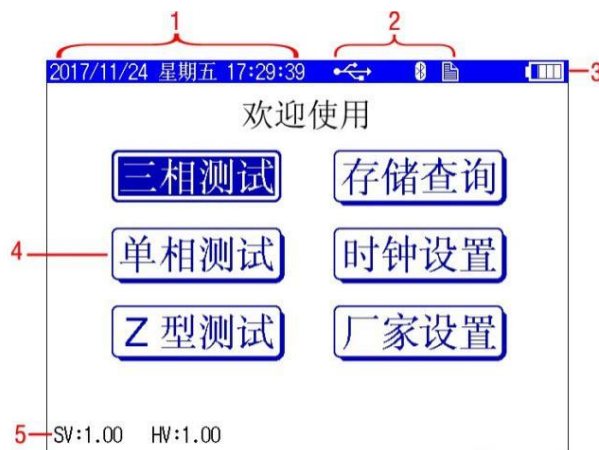 1 2
2017/11/24 星期五 17:29:39 3
欢迎使用
三相测试 存储查询
4 单相测试 时钟设置
Z 型测试 厂家设置
5 SV:1.00 HV:1.00